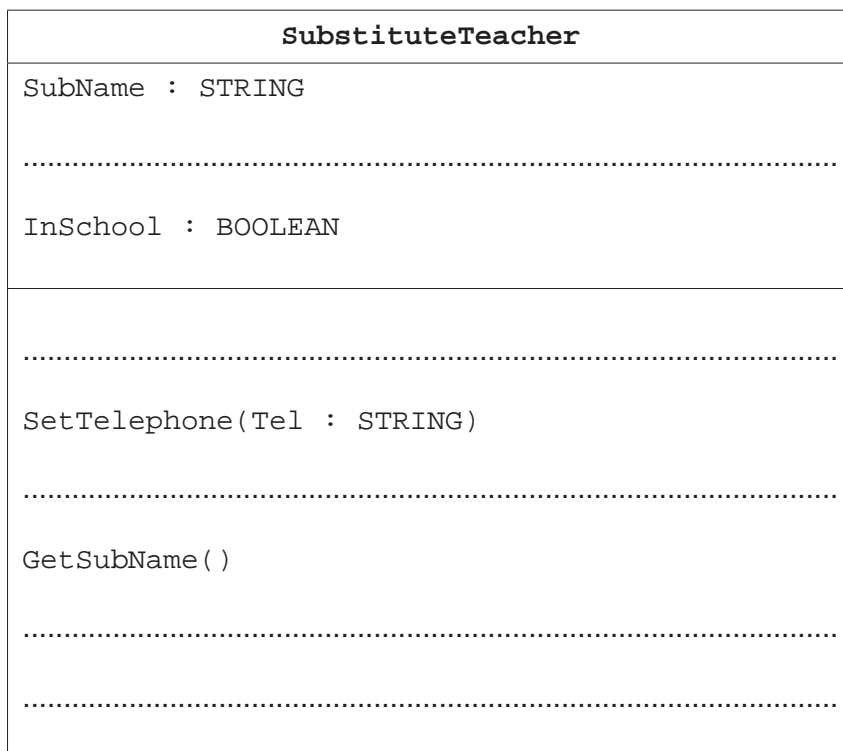 SubstituteTeacher
SubName : STRING
................................................................................
InSchool : BOOLEAN
................................................................................
SetTelephone(Tel : STRING)
................................................................................
GetSubName()
................................................................................
................................................................................